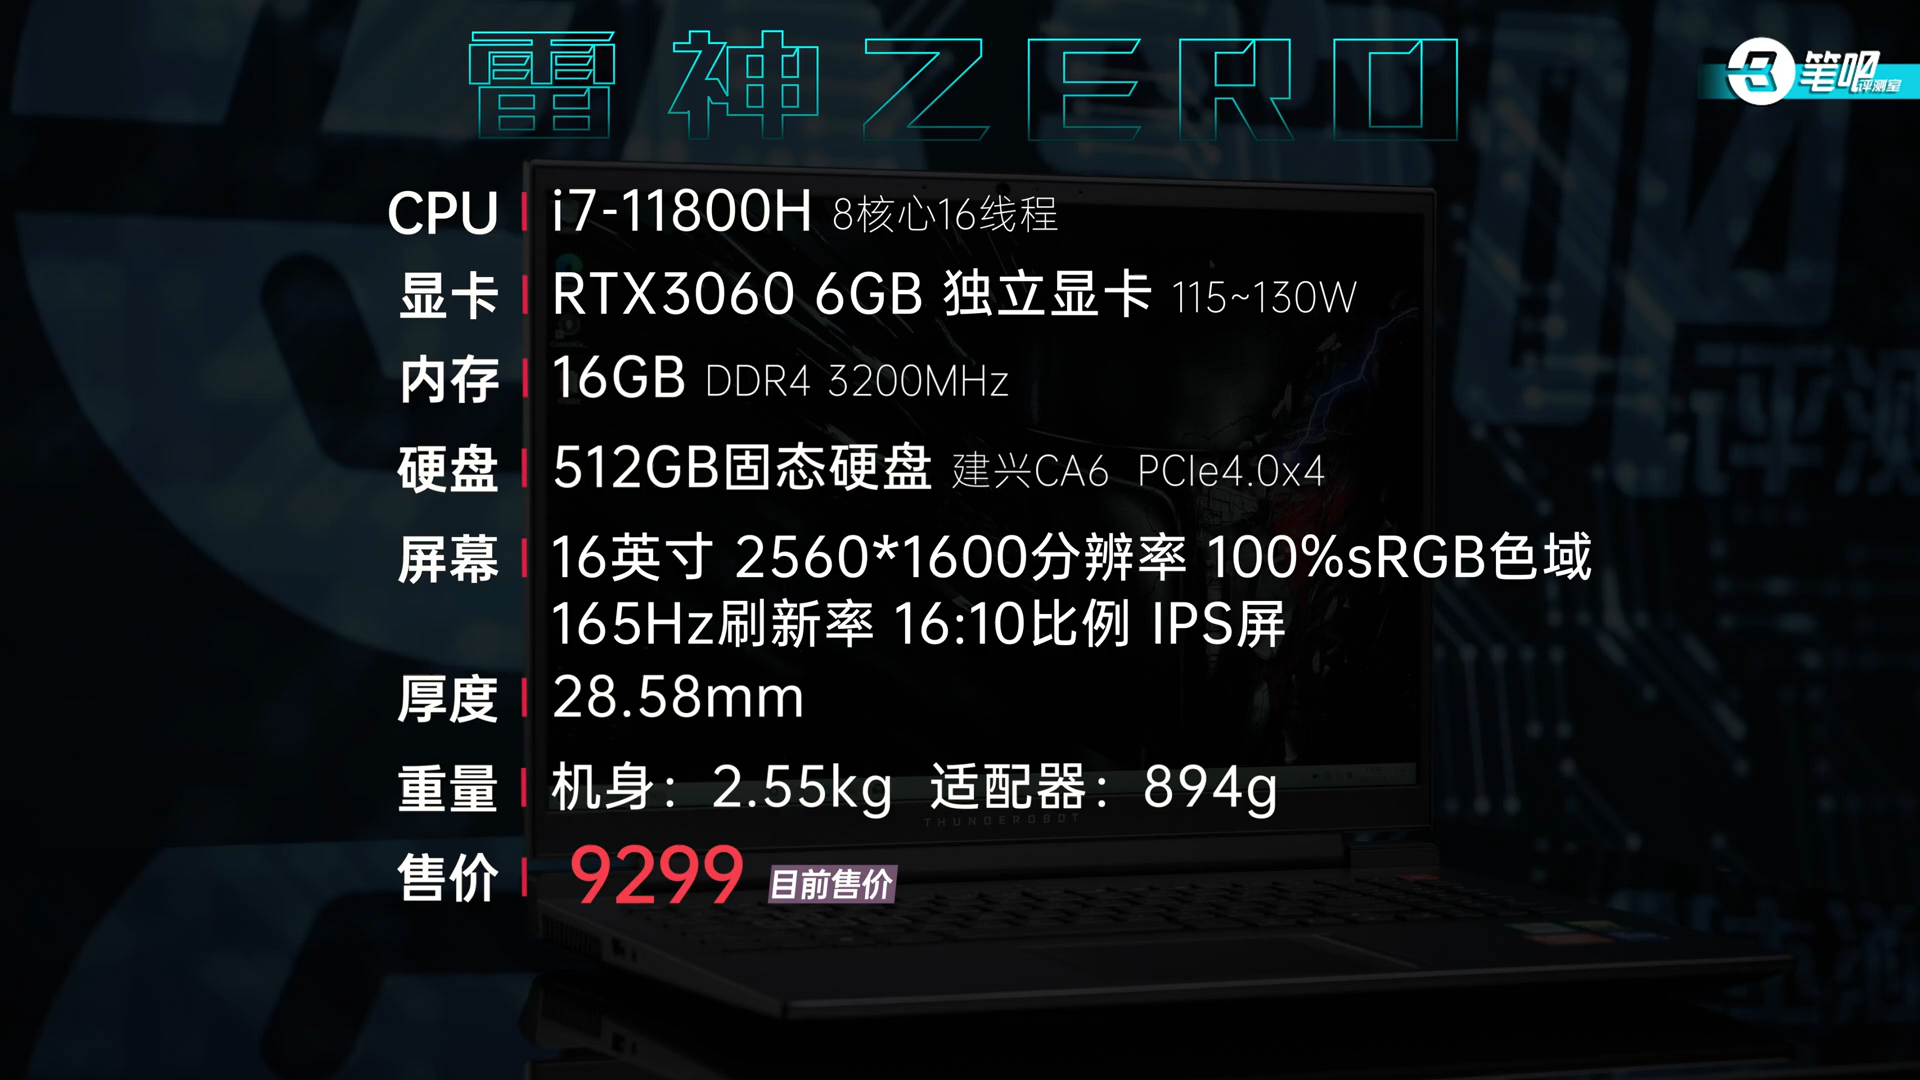 雷神ZERO
笔吧评测室
CPU i7-11800H 8核心16线程
显卡 RTX3060 6GB 独立显卡 115~130W
内存 16GB DDR4 3200MHz
硬盘 512GB固态硬盘 建兴CA6 PCIe4.0x4
屏幕 16英寸 2560*1600分辨率 100%sRGB色域
165Hz刷新率 16:10比例 IPS屏
厚度 28.58mm
重量 机身：2.55kg 适配器：894g
THUNDEROBOT
售价 9299 目前售价